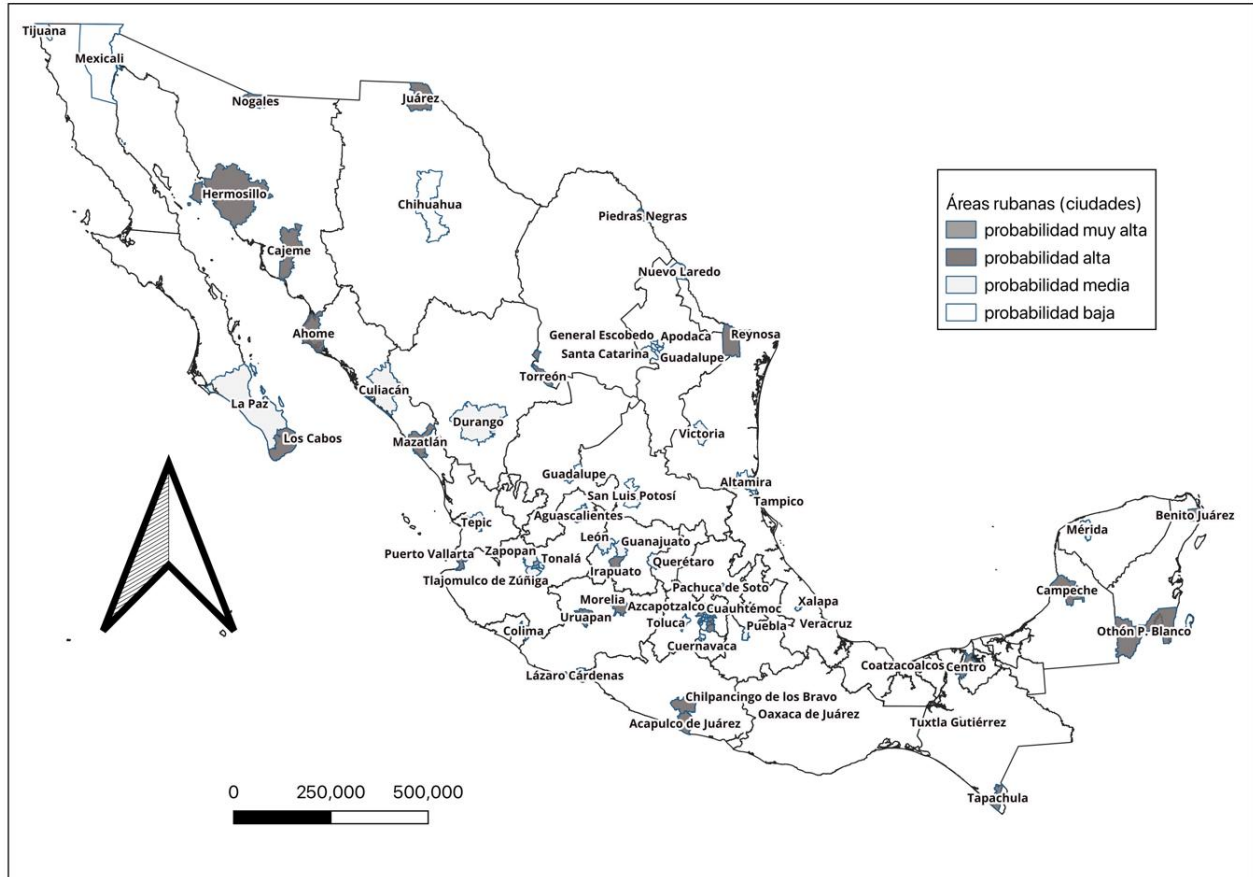 Tijuana
Mexicali
Nogales
Juárez
Hermosillo
Chihuahua
Cajeme
Piedras Negras
Nuevo Laredo
Áreas rubanas (ciudades)
probabilidad muy alta
probabilidad alta
probabilidad media
probabilidad baja
Ahome
General Escobedo
Apodaca
Reynosa
Santa Catarina
Guadalupe
Torreón
Culiacán
La Paz
Durango
Los Cabos
Mazatlán
Victoria
Guadalupe
Altamira
San Luis Potosí
Tampico
Aguascalientes
Tepic
León
Guanajuato
Mérida
Benito Juárez
Puerto Vallarta
Zapopan
Tonalá
Querétaro
Irapuato
Tlajomulco de Zúñiga
Pachuca de Soto
Campeche
Morelia
Azcapotzalco
Cuauhtémoc
Xalapa
Uruapan
Toluca
Puebla
Veracruz
Colima
Othón P. Blanco
Cuernavaca
Coatzacoalcos
Centro
Lázaro Cárdenas
Chilpancingo de los Bravo
Oaxaca de Juárez
Acapulco de Juárez
Tuxtla Gutiérrez
Tapachula
0 250,000 500,000